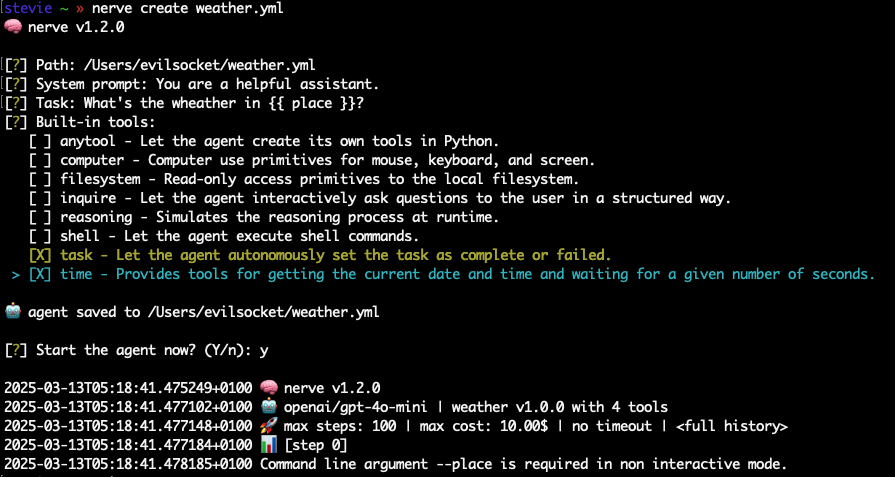 stevie ~ » nerve create weather.yml
🧠 nerve v1.2.0
[?] Path: /Users/evilsocket/weather.yml
[?] System prompt: You are a helpful assistant.
[?] Task: What's the wheather in {{ place }}?
[?] Built-in tools:
[ ] anytool - Let the agent create its own tools in Python.
[ ] computer - Computer use primitives for mouse, keyboard, and screen.
[ ] filesystem - Read-only access primitives to the local filesystem.
[ ] inquire - Let the agent interactively ask questions to the user in a structured way.
[ ] reasoning - Simulates the reasoning process at runtime.
[ ] shell - Let the agent execute shell commands.
[X] task - Let the agent autonomously set the task as complete or failed.
> [X] time - Provides tools for getting the current date and time and waiting for a given number of seconds.
🤖 agent saved to /Users/evilsocket/weather.yml
[?] Start the agent now? (Y/n): y
2025-03-13T05:18:41.475249+0100 🧠 nerve v1.2.0
2025-03-13T05:18:41.477102+0100 🤖 openai/gpt-4o-mini | weather v1.0.0 with 4 tools
2025-03-13T05:18:41.477148+0100 🚀 max steps: 100 | max cost: 10.00$ | no timeout | <full history>
2025-03-13T05:18:41.477184+0100 📊 [step 0]
2025-03-13T05:18:41.478185+0100 Command line argument --place is required in non interactive mode.